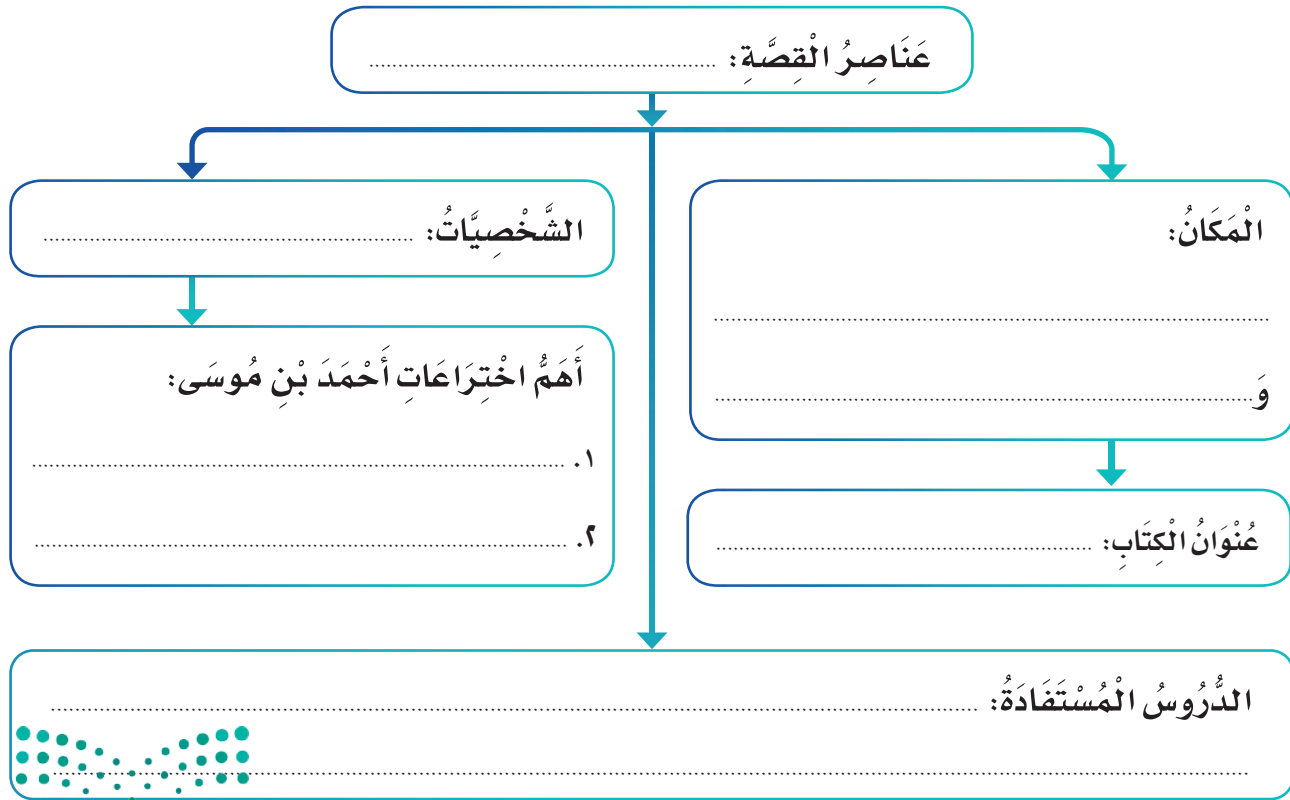 عَنَاصِرُ الْقِصَّةِ: ........................................
الْمَكَانُ:
........................................
وَ........................................
عُنْوَانُ الْكِتَابِ: ........................................
الشَّخْصِيَّاتُ: ........................................
أَهَمُّ اخْتِرَاعَاتِ أَحْمَدَ بْنِ مُوسَى:
١. ........................................
٢. ........................................
الدُّرُوسُ الْمُسْتَفَادَةُ: ........................................
........................................